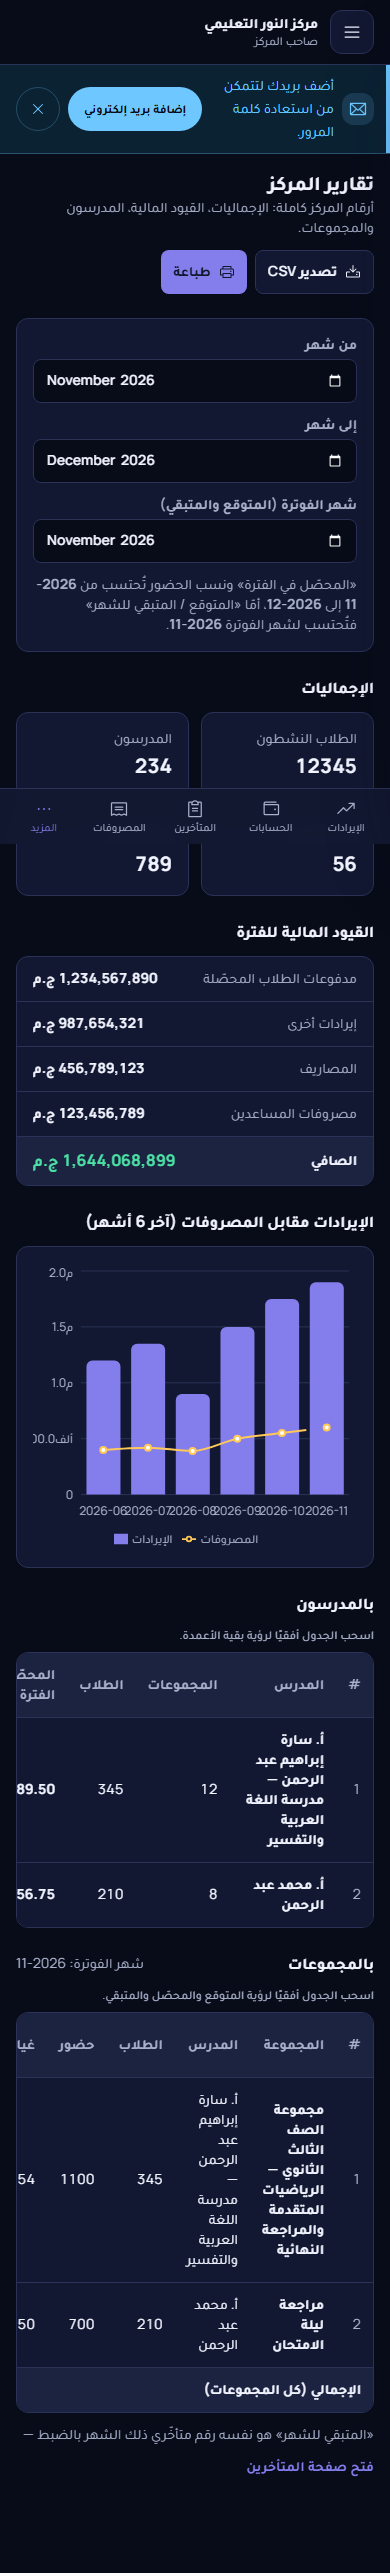 مركز النور التعليمي
صاحب المركز
أضف بريدك لتتمكن
من استعادة كلمة
المرور.
إضافة بريد إلكتروني
تقارير المركز
أرقام المركز كاملة: الإجماليات، القيود المالية، المدرسون
والمجموعات.
تصدير CSV
طباعة
من شهر
November 2026
إلى شهر
December 2026
شهر الفوترة (المتوقع والمتبقي)
November 2026
«المحصّل في الفترة» ونسب الحضور تُحتسب من 2026-
11 إلى 2026-12، أمّا «المتوقع / المتبقي للشهر»
فتُحتسب لشهر الفوترة 2026-11.
الإجماليات
الطلاب النشطون
12345
المدرسون
234
الإيرادات
الحسابات
المتأخرين
المصروفات
المزيد
56
789
القيود المالية للفترة
مدفوعات الطلاب المحصّلة
1,234,567,890 ج.م
إيرادات أخرى
987,654,321 ج.م
المصاريف
456,789,123 ج.م
مصروفات المساعدين
123,456,789 ج.م
الصافي
1,644,068,899 ج.م
الإيرادات مقابل المصروفات (آخر 6 أشهر)
2.0م
1.5م
1.0م
00.0ألف
0
2026-06
2026-07
2026-08
2026-09
2026-10
2026-11
الإيرادات
المصروفات
بالمدرسون
اسحب الجدول أفقيًا لرؤية بقية الأعمدة.
# المدرس المجموعات الطلاب
الفترة
1
أ. سارة
إبراهيم عبد
الرحمن —
مدرسة اللغة
العربية
والتفسير
12
345
89.50
2
أ. محمد عبد
الرحمن
8
210
56.75
بالمجموعات
شهر الفوترة: 2026-11
اسحب الجدول أفقيًا لرؤية المتوقع والمحصّل والمتبقي.
# المجموعة المدرس الطلاب حضور
1
مجموعة
الصف
الثالث
الثانوي —
الرياضيات
المتقدمة
والمراجعة
النهائية
أ. سارة
إبراهيم
عبد
الرحمن
—
مدرسة
اللغة
العربية
والتفسير
345
1100
54
2
مراجعة
ليلة
الامتحان
أ. محمد
عبد
الرحمن
210
700
50
الإجمالي (كل المجموعات)
«المتبقي للشهر» هو نفسه رقم متأخّري ذلك الشهر بالضبط —
فتح صفحة المتأخرين